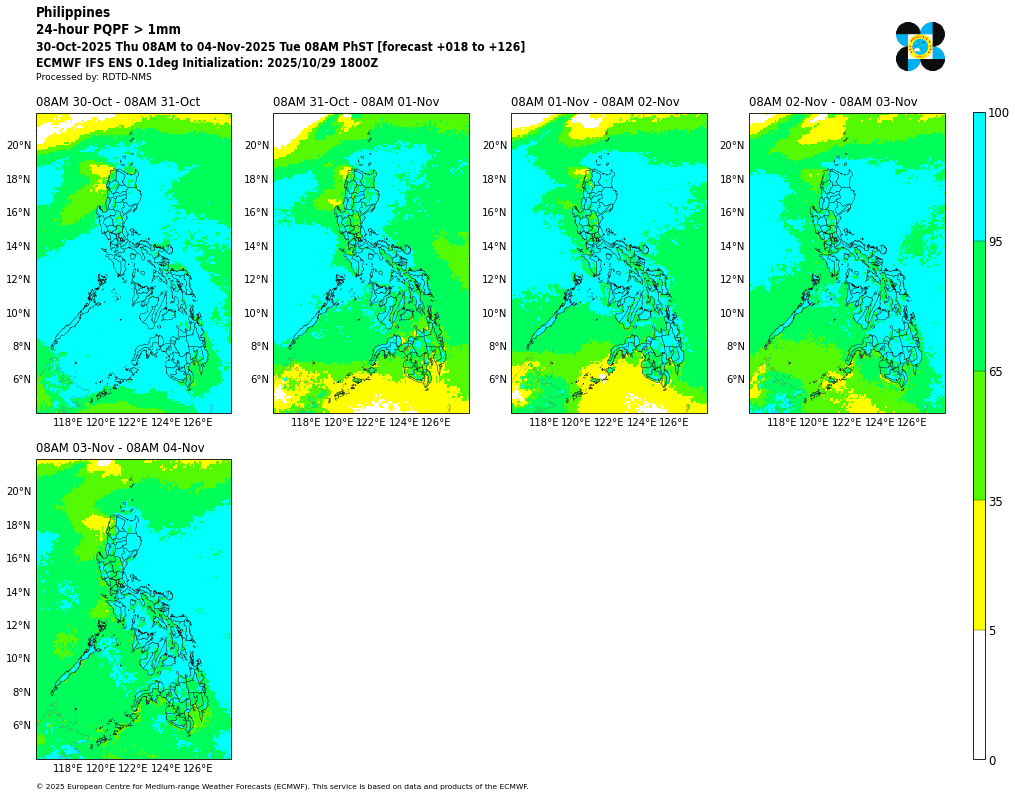 Philippines
24-hour PQPF > 1mm
30-Oct-2025 Thu 08AM to 04-Nov-2025 Tue 08AM PhST [forecast +018 to +126]
ECMWF IFS ENS 0.1deg Initialization: 2025/10/29 1800Z
Processed by: RDTD-NMS
08AM 30-Oct - 08AM 31-Oct
08AM 31-Oct - 08AM 01-Nov
08AM 01-Nov - 08AM 02-Nov
08AM 02-Nov - 08AM 03-Nov
20°N 20°N 20°N 20°N
18°N 18°N 18°N 18°N
16°N 16°N 16°N 16°N
14°N 14°N 14°N 14°N
12°N 12°N 12°N 12°N
10°N 10°N 10°N 10°N
8°N 8°N 8°N 8°N
6°N 6°N 6°N 6°N
118°E 120°E 122°E 124°E 126°E
118°E 120°E 122°E 124°E 126°E
118°E 120°E 122°E 124°E 126°E
118°E 120°E 122°E 124°E 126°E
100
95
65
35
5
0
08AM 03-Nov - 08AM 04-Nov
20°N
18°N
16°N
14°N
12°N
10°N
8°N
6°N
118°E 120°E 122°E 124°E 126°E
© 2025 European Centre for Medium-range Weather Forecasts (ECMWF). This service is based on data and products of the ECMWF.